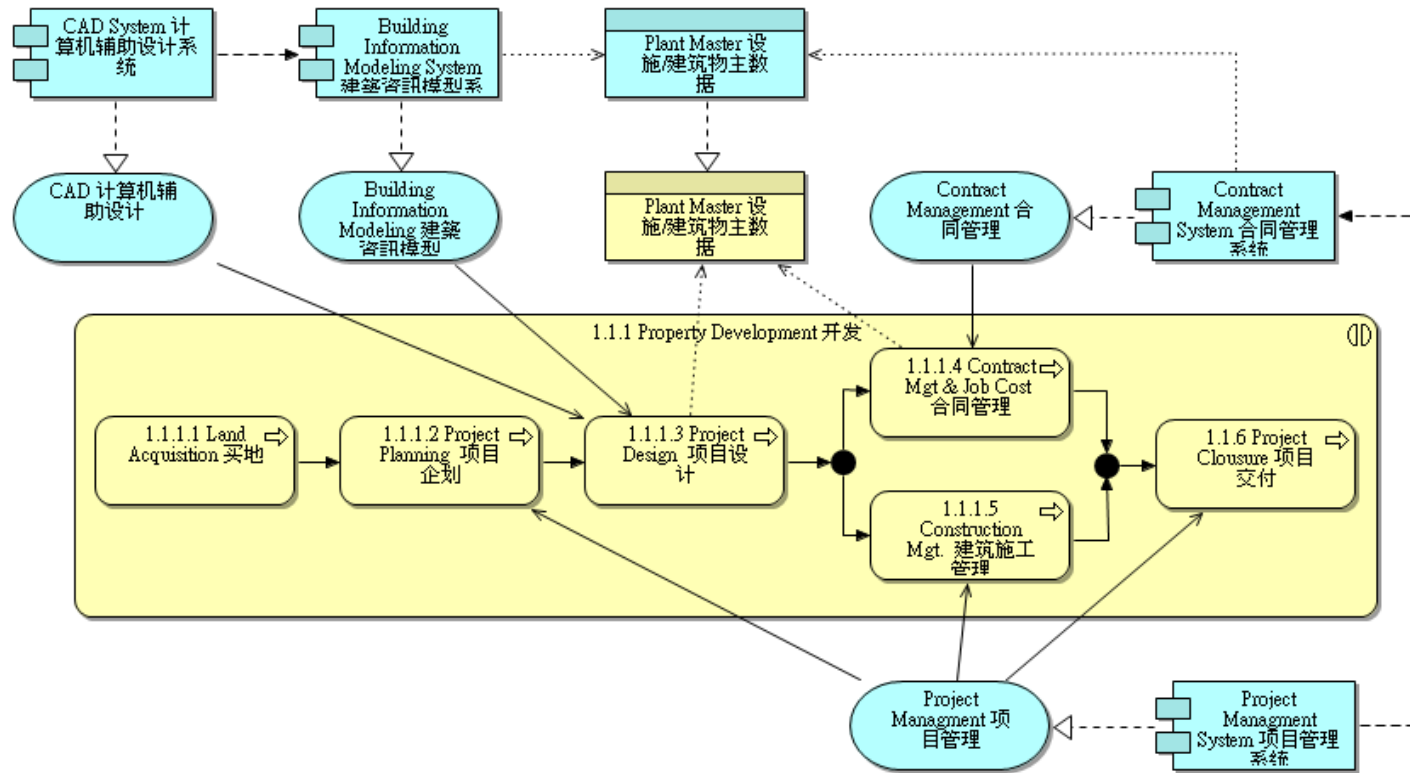 CAD System 计
算机辅助设计系
统
Building
Information
Modeling System
建築資訊模型系
Plant Master 设
施/建筑物主数
据
CAD 计算机辅
助设计
Building
Information
Modeling 建築
資訊模型
Plant Master 设
施/建筑物主数
据
Contract
Management 合
同管理
Contract
Management
System 合同管理
系统
1.1.1 Property Development 开发
1.1.1.1 Land
Acquisition 买地
1.1.1.2 Project
Planning 项目
企划
1.1.1.3 Project
Design 项目设
计
1.1.1.4 Contract
Mgt & Job Cost
合同管理
1.1.1.5
Construction
Mgt. 建筑施工
管理
1.1.6 Project
Clousure 项目
交付
Project
Managment 项
目管理
Project
Managment
System 项目管理
系统